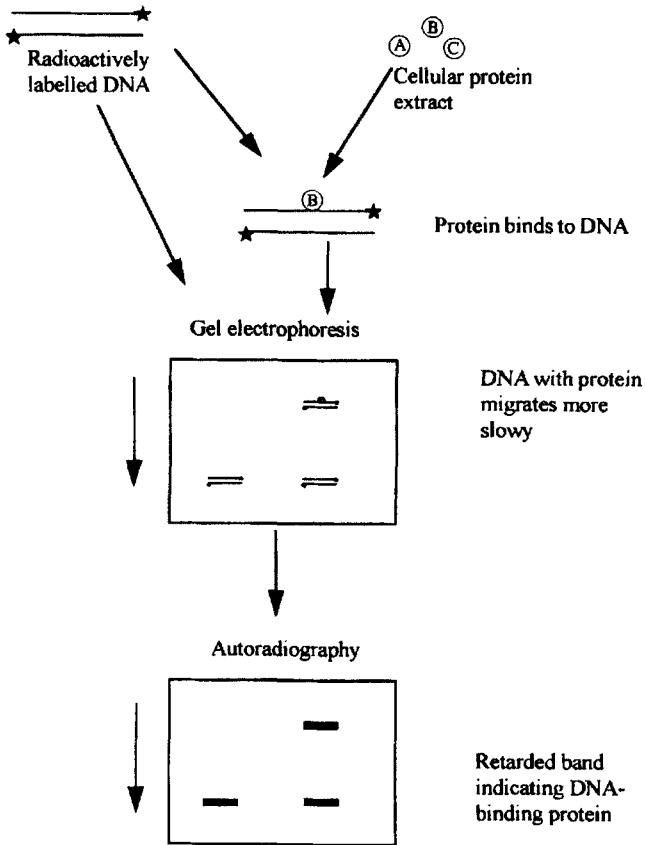 Radioactively
labelled DNA
A
B
C
Cellular protein
extract
B
Protein binds to DNA
Gel electrophoresis
DNA with protein
migrates more
slowy
Autoradiography
Retarded band
indicating DNA-
binding protein